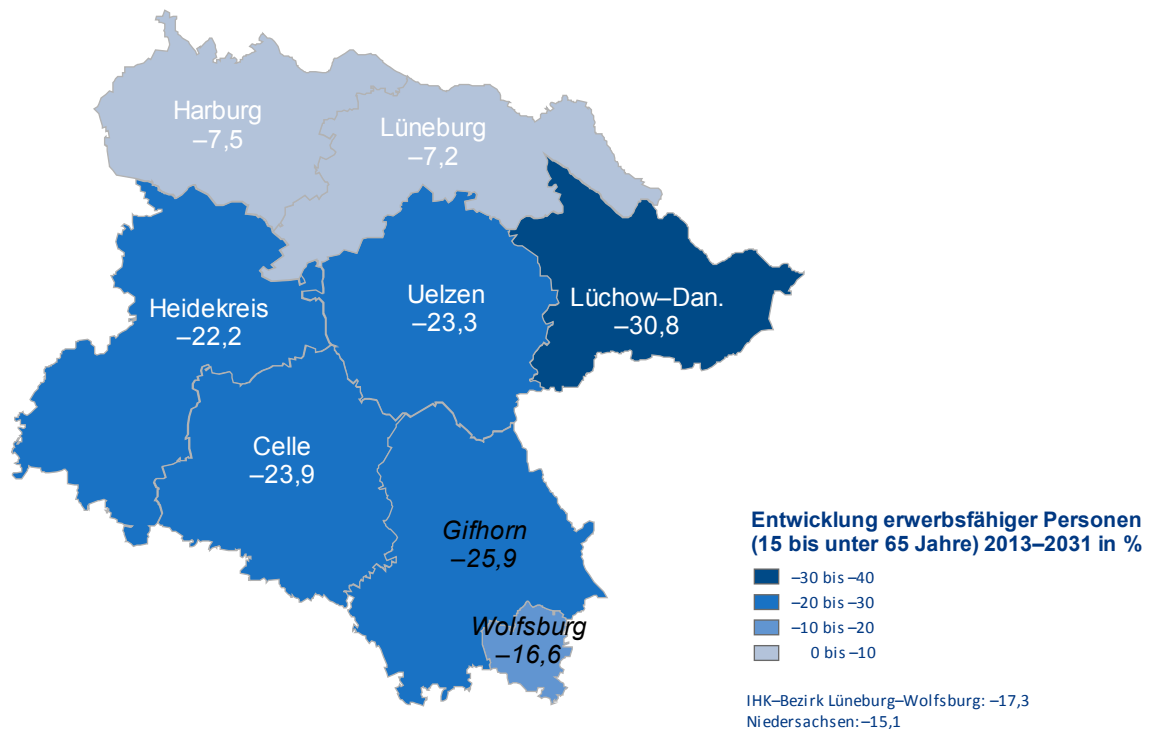 Harburg
–7,5
Lüneburg
–7,2
Heidekreis
–22,2
Uelzen
–23,3
Lüchow–Dan.
–30,8
Celle
–23,9
Gifhorn
–25,9
Wolfsburg
–16,6
Entwicklung erwerbsfähiger Personen
(15 bis unter 65 Jahre) 2013–2031 in %
–30 bis –40
–20 bis –30
–10 bis –20
0 bis –10
IHK–Bezirk Lüneburg–Wolfsburg: –17,3
Niedersachsen: –15,1